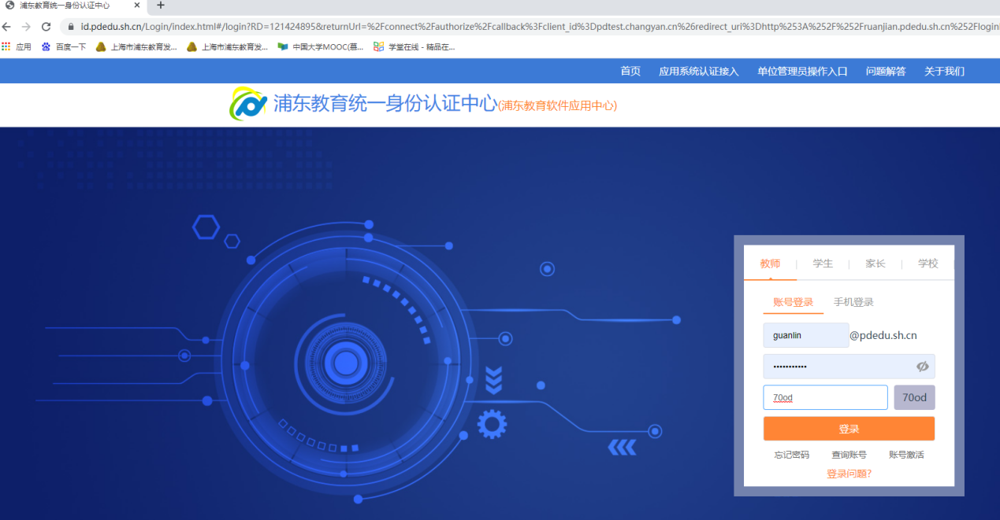 浦东教育统一身份认证中心
id.pdedu.sh.cn/Login/index.html#/login?RD=121424895&returnUrl=%2Fconnect%2Fauthorize%2Fcallback%3Fclient_id%3Dpdtest.changyan.cn%26redirect_uri%3Dhttp%253A%252F%252Fruanjian.pdedu.sh.cn%252Flogin
应用 百度一下 上海市浦东教育发... 上海市浦东教育发... 中国大学MOOC(慕... 学堂在线 - 精品在...
首页 应用系统认证接入 单位管理员操作入口 问题解答 关于我们
浦东教育统一身份认证中心(浦东教育软件应用中心)
教师 学生 家长 学校
账号登录 手机登录
guanlin @pdedu.sh.cn
•••••••••••
70od 70od
登录
忘记密码 查询账号 账号激活
登录问题?